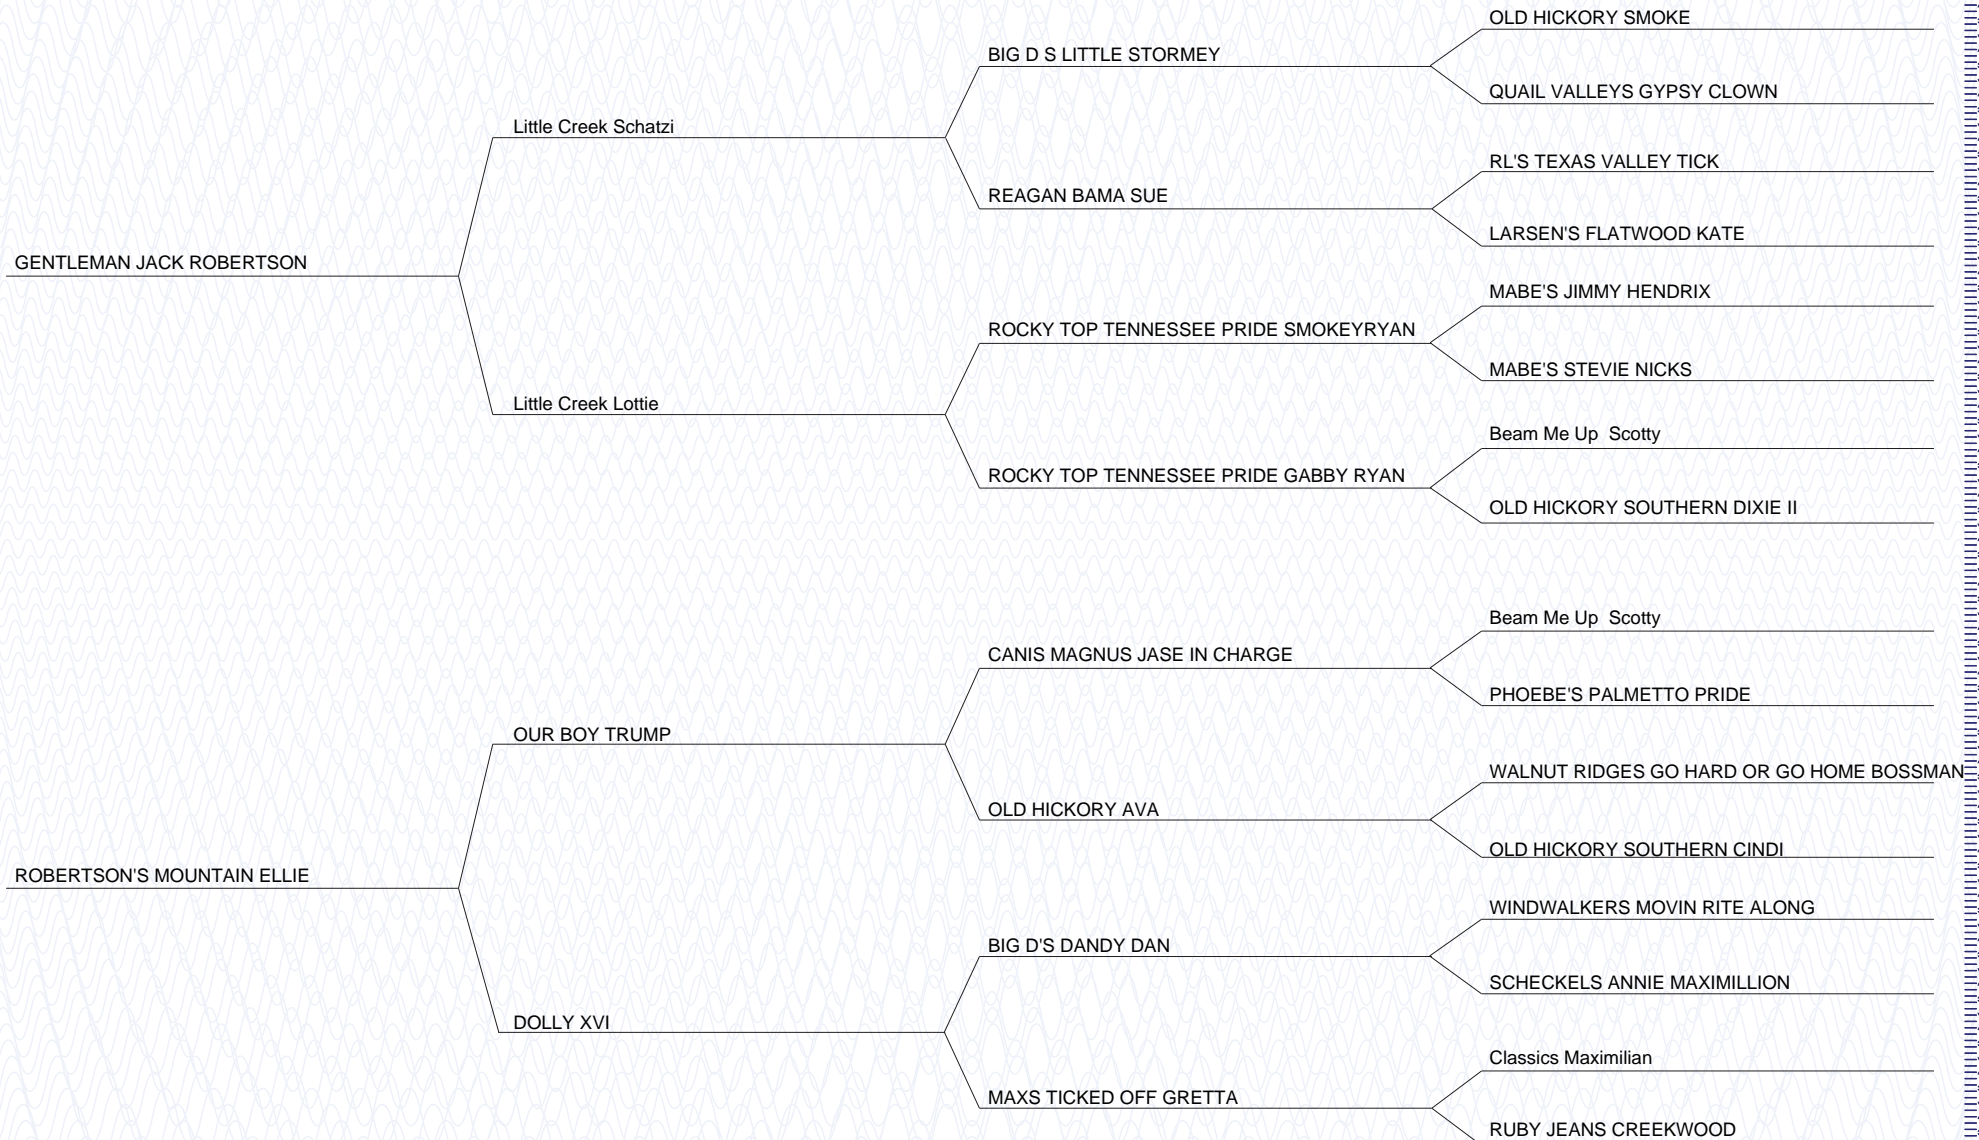 OLD HICKORY SMOKE
BIG D S LITTLE STORMEY
QUAIL VALLEYS GYPSY CLOWN
Little Creek Schatzi
RL'S TEXAS VALLEY TICK
REAGAN BAMA SUE
LARSEN'S FLATWOOD KATE
GENTLEMAN JACK ROBERTSON
MABE'S JIMMY HENDRIX
ROCKY TOP TENNESSEE PRIDE SMOKEYRYAN
MABE'S STEVIE NICKS
Little Creek Lottie
Beam Me Up  Scotty
ROCKY TOP TENNESSEE PRIDE GABBY RYAN
OLD HICKORY SOUTHERN DIXIE II
Beam Me Up  Scotty
CANIS MAGNUS JASE IN CHARGE
PHOEBE'S PALMETTO PRIDE
OUR BOY TRUMP
WALNUT RIDGES GO HARD OR GO HOME BOSSMAN
OLD HICKORY AVA
OLD HICKORY SOUTHERN CINDI
ROBERTSON'S MOUNTAIN ELLIE
WINDWALKERS MOVIN RITE ALONG
BIG D'S DANDY DAN
SCHECKELS ANNIE MAXIMILLION
DOLLY XVI
Classics Maximilian
MAXS TICKED OFF GRETTA
RUBY JEANS CREEKWOOD